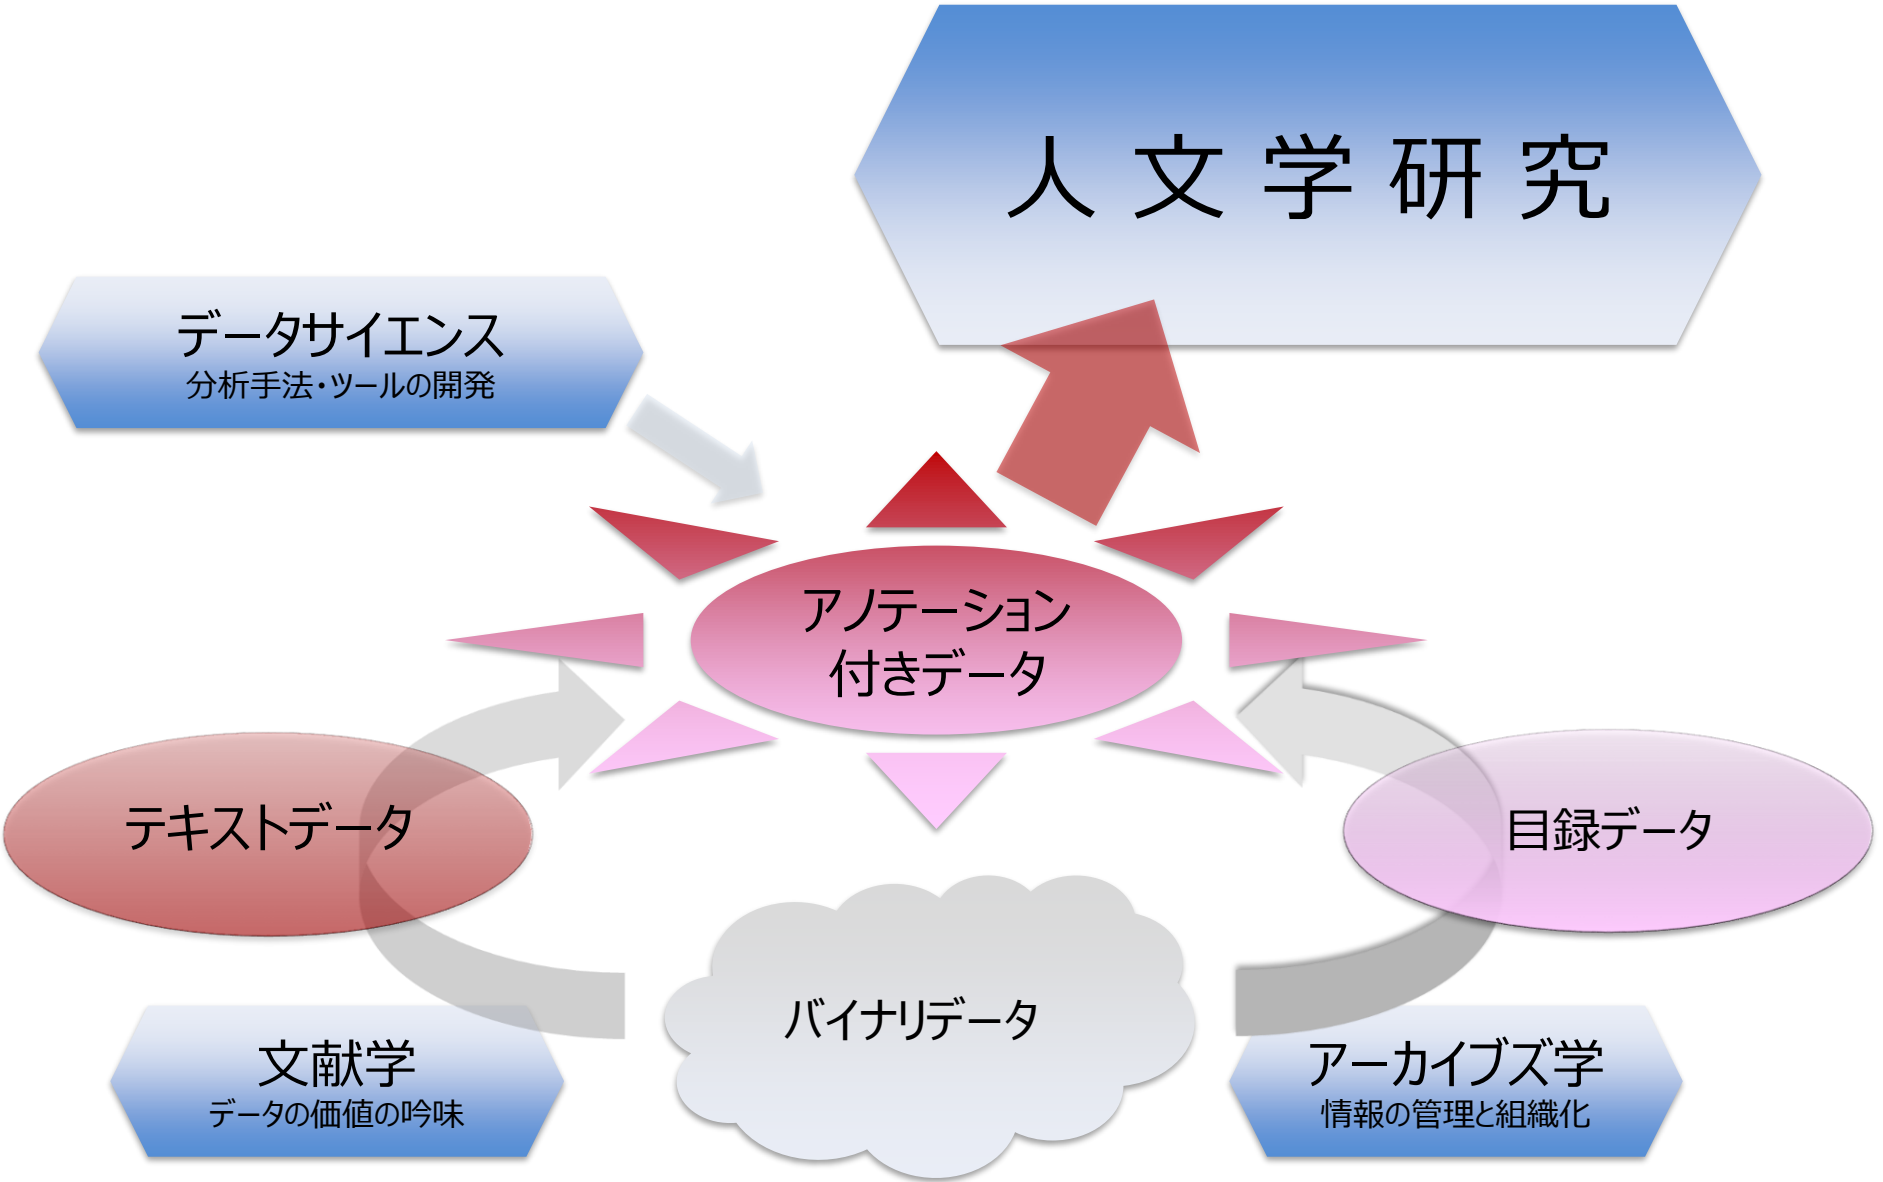 人文学研究
データサイエンス
分析手法・ツールの開発
アノテーション
付きデータ
テキストデータ
目録データ
バイナリデータ
文献学
データの価値の吟味
アーカイブズ学
情報の管理と組織化